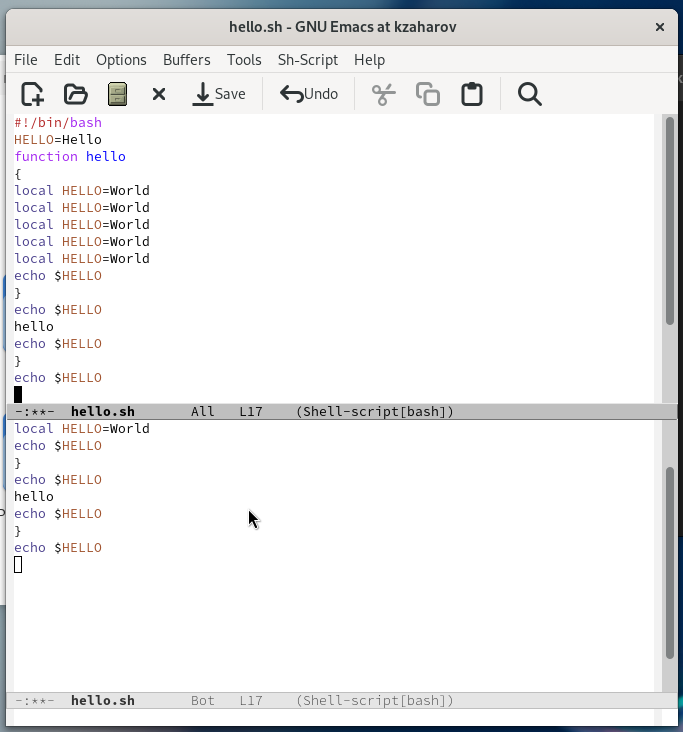 hello.sh - GNU Emacs at kzaharov
File Edit Options Buffers Tools Sh-Script Help
Save Undo
#!/bin/bash
HELLO=Hello
function hello
{
local HELLO=World
local HELLO=World
local HELLO=World
local HELLO=World
local HELLO=World
echo $HELLO
}
echo $HELLO
hello
echo $HELLO
}
echo $HELLO
-:**- hello.sh All L17 (Shell-script[bash])
local HELLO=World
echo $HELLO
}
echo $HELLO
hello
echo $HELLO
}
echo $HELLO
-:**- hello.sh Bot L17 (Shell-script[bash])